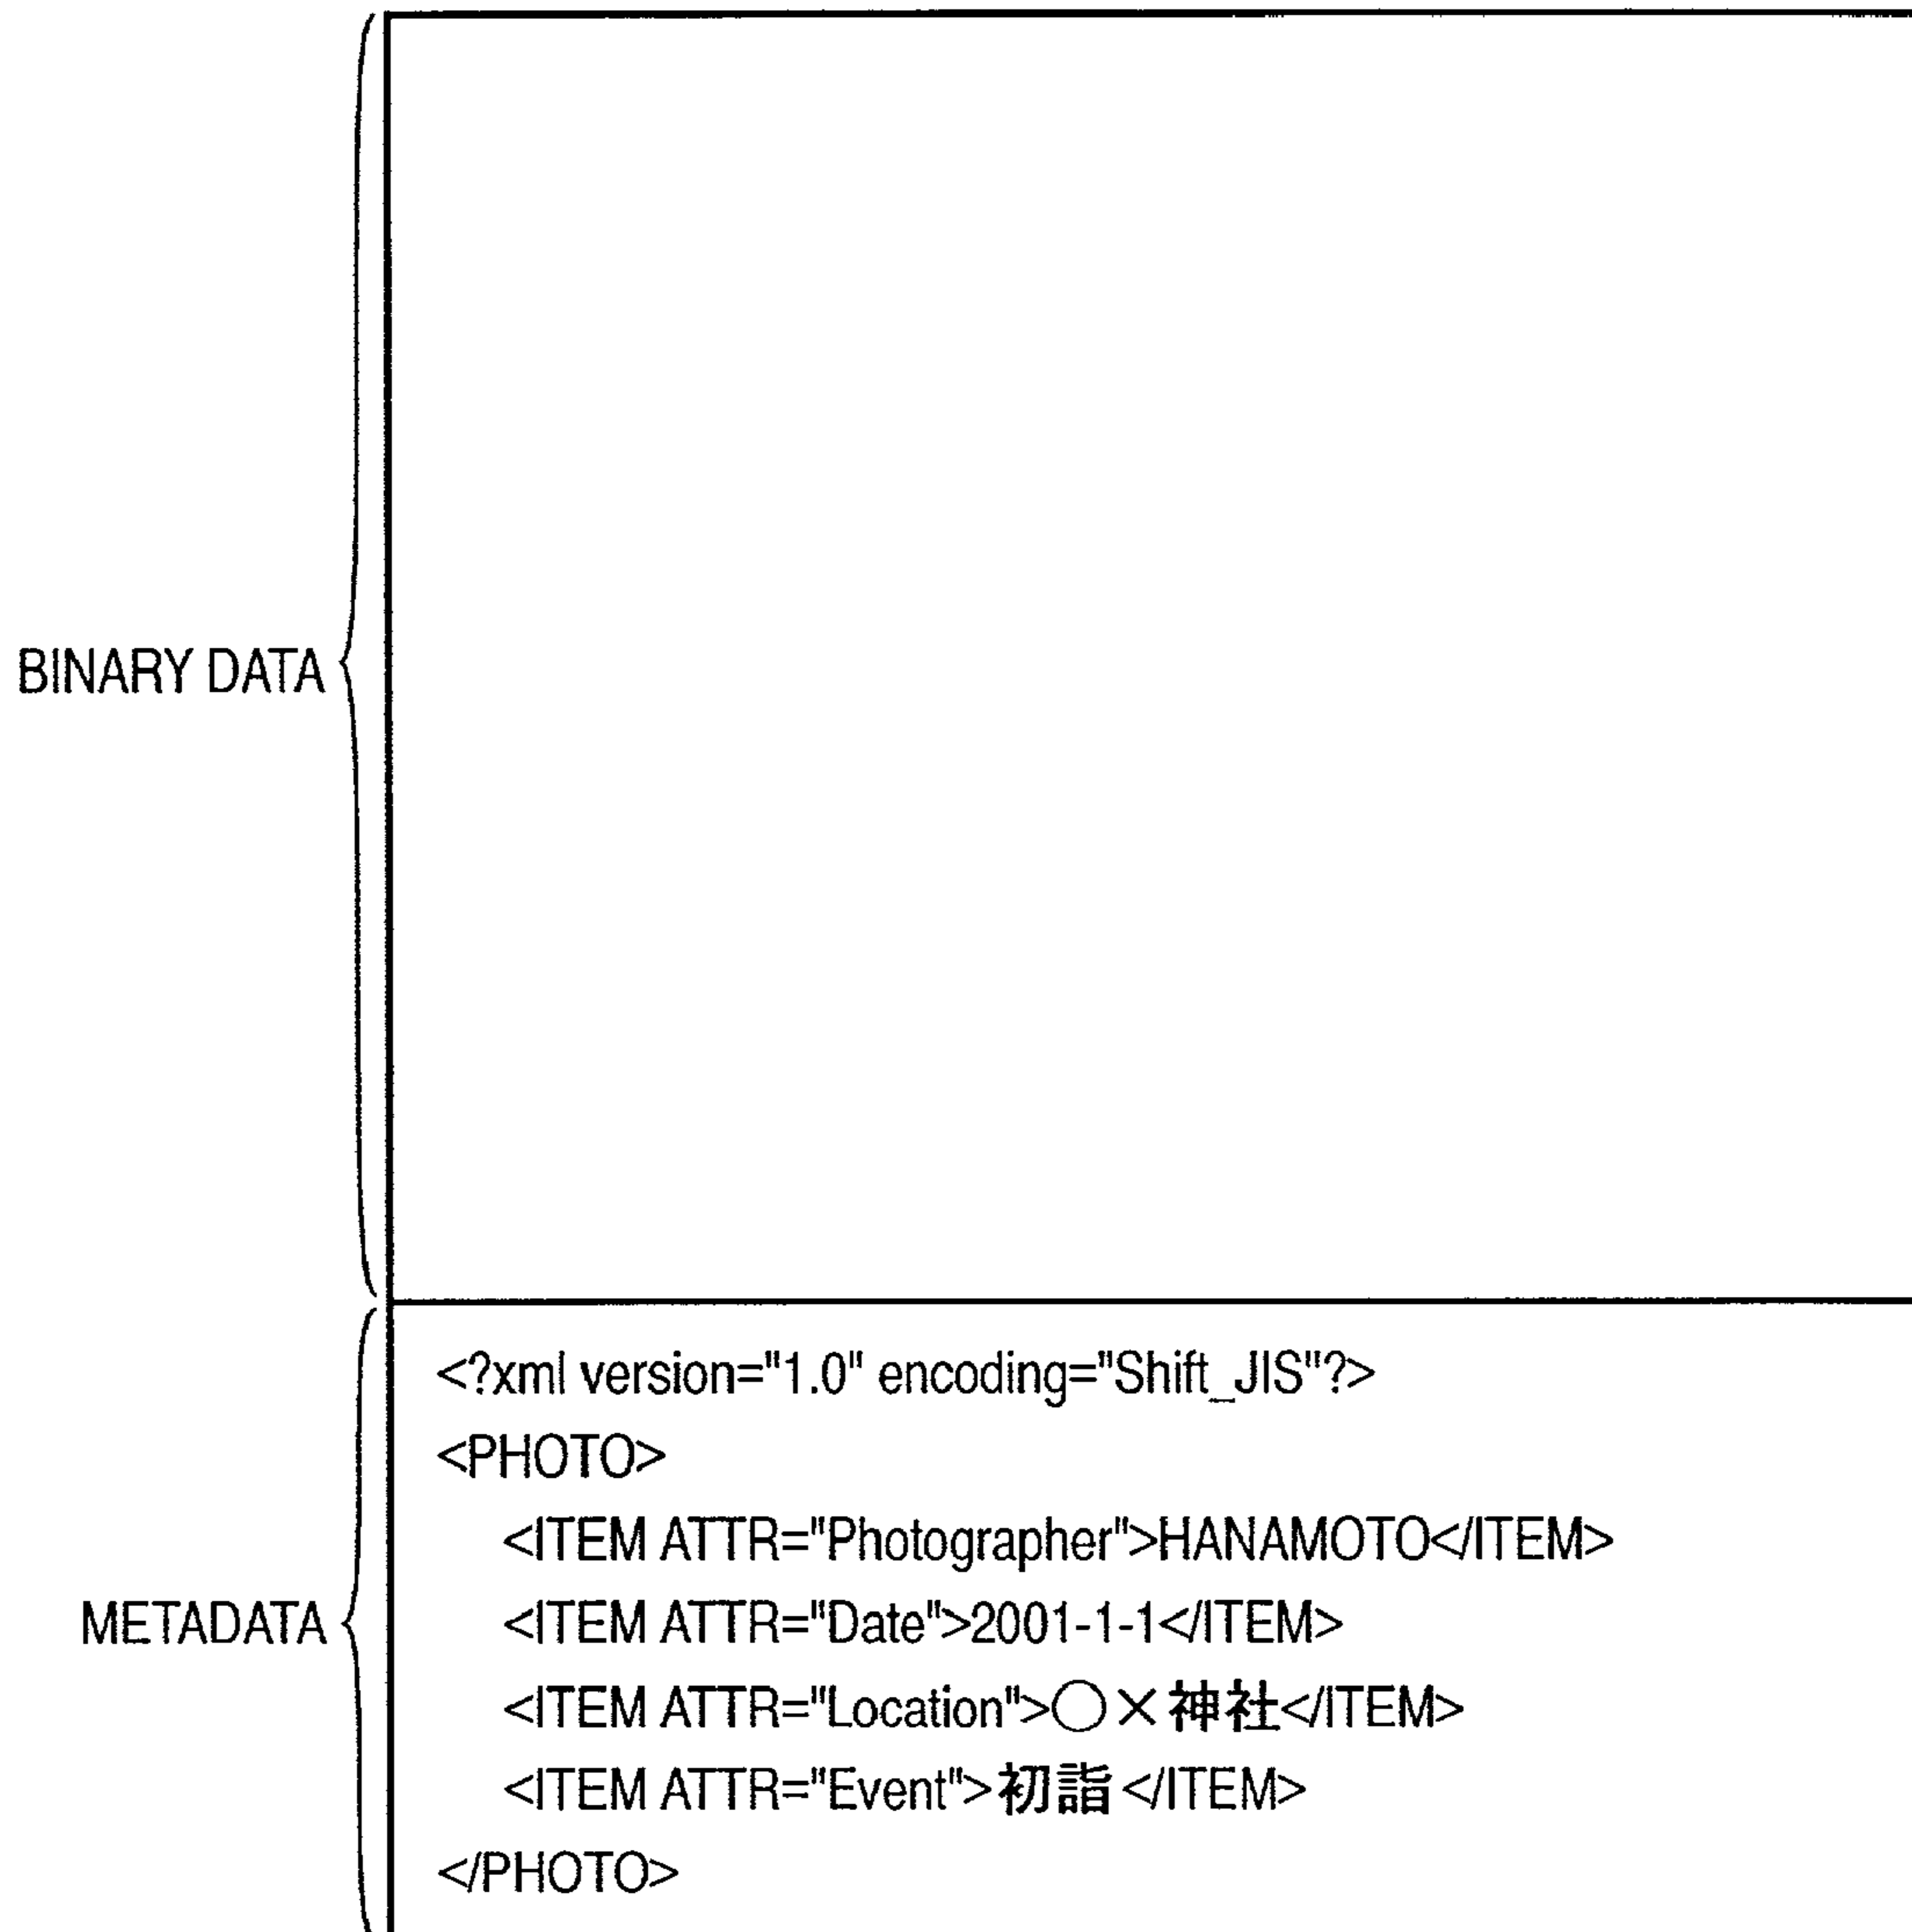 BINARY DATA
METADATA
<?xml version="1.0" encoding="Shift_JIS"?>
<PHOTO>
<ITEM ATTR="Photographer">HANAMOTO</ITEM>
<ITEM ATTR="Date">2001-1-1</ITEM>
<ITEM ATTR="Location">○×神社</ITEM>
<ITEM ATTR="Event">初詣</ITEM>
</PHOTO>